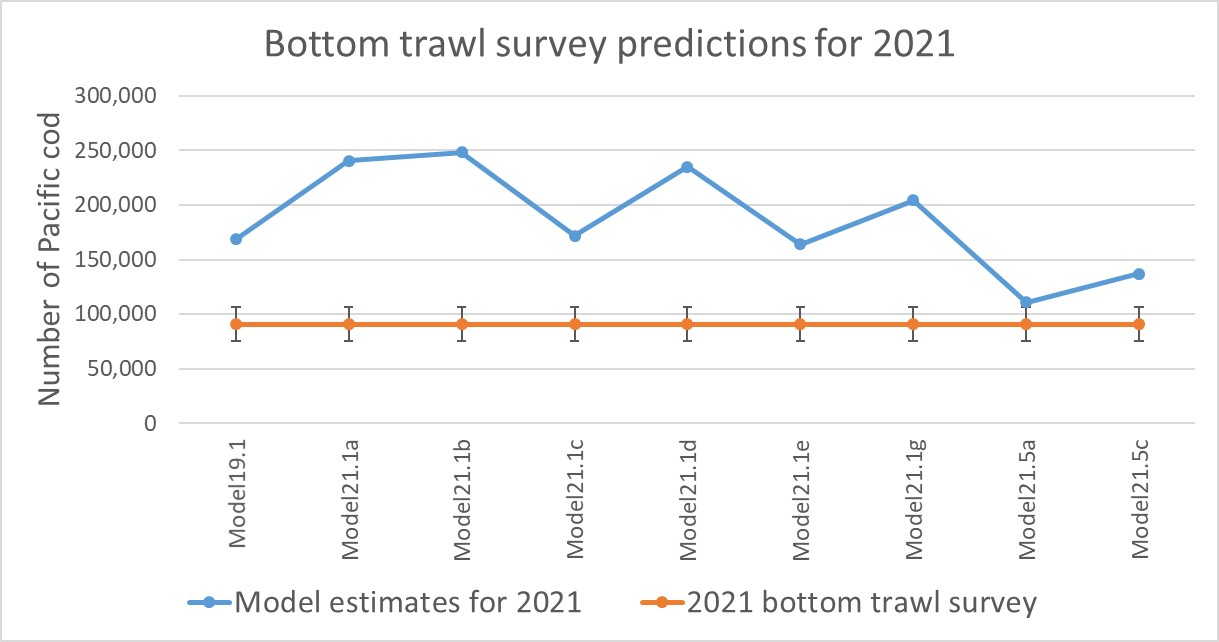 Bottom trawl survey predictions for 2021
Number of Pacific cod
300,000
250,000
200,000
150,000
100,000
50,000
0
Model19.1
Model21.1a
Model21.1b
Model21.1c
Model21.1d
Model21.1e
Model21.1g
Model21.5a
Model21.5c
Model estimates for 2021
2021 bottom trawl survey